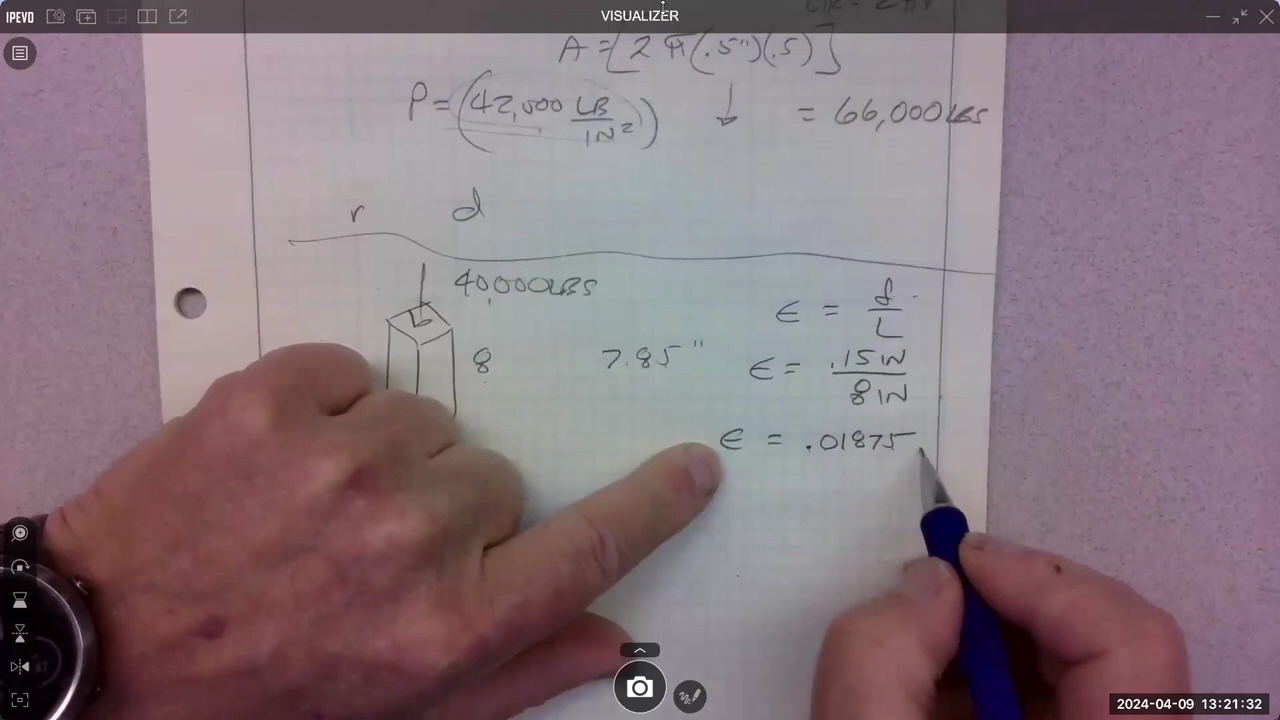 IPEVO
VISUALIZER
A = [2 π (.5") (.5)]
P = (42,000 LB/IN²) ↓ = 66,000 LBS
r d
40,000 LBS
8
7.85"
ϵ = δ/L
ϵ = .15 IN / 8 IN
ϵ = .01875
2024-04-09 13:21:32